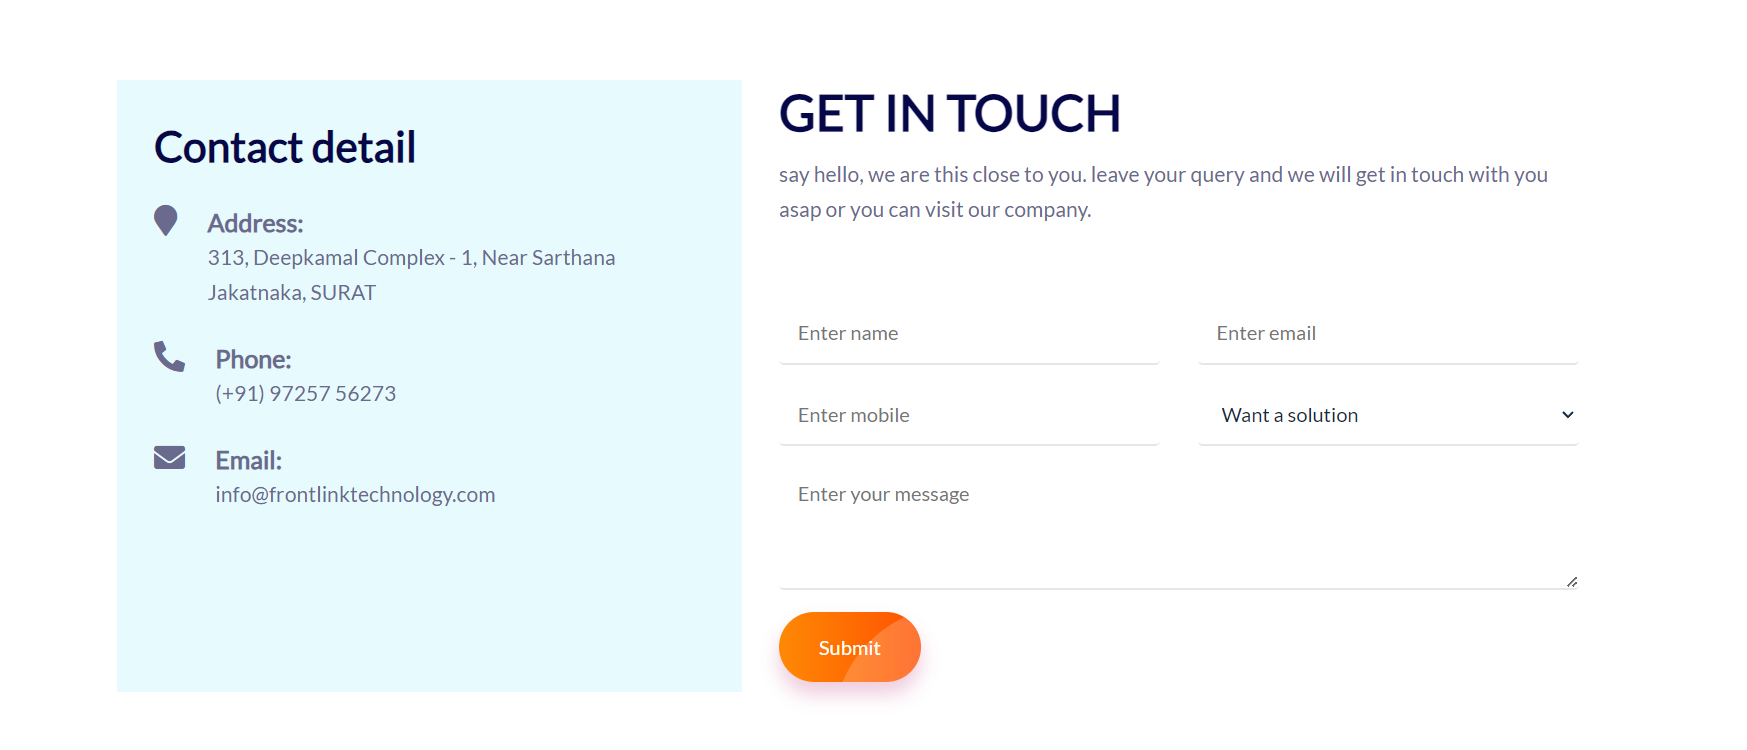 Contact detail
Address:
313, Deepkamal Complex - 1, Near Sarthana
Jakatnaka, SURAT
Phone:
(+91) 97257 56273
Email:
info@frontlinktechnology.com
GET IN TOUCH
say hello, we are this close to you. leave your query and we will get in touch with you
asap or you can visit our company.
Enter name
Enter email
Enter mobile
Want a solution
Enter your message
Submit